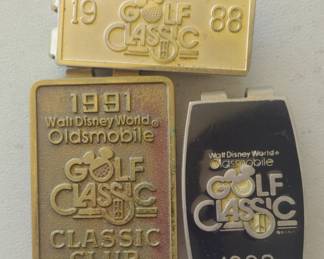 19 GOLF 88
CLASSIC
1991
Walt Disney World®
Oldsmobile
GOLF
CLASSIC
CLASSIC
CLUB
Walt Disney World®
Oldsmobile
GOLF
CLASSIC